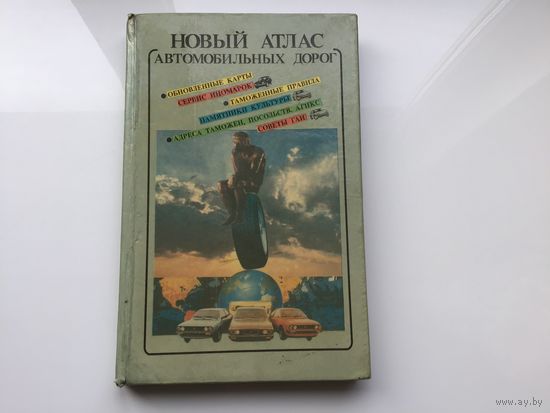 НОВЫЙ АТЛАС
АВТОМОБИЛЬНЫХ ДОРОГ
ОБНОВЛЕННЫЕ КАРТЫ
СЕРВИС ИНОМАРОК
ТАМОЖЕННЫЕ ПРАВИЛА
ПАМЯТНИКИ КУЛЬТУРЫ
АДРЕСА ТАМОЖЕН, ПОСОЛЬСТВ, АГИКС
СОВЕТЫ ГАИ
www.ay.by